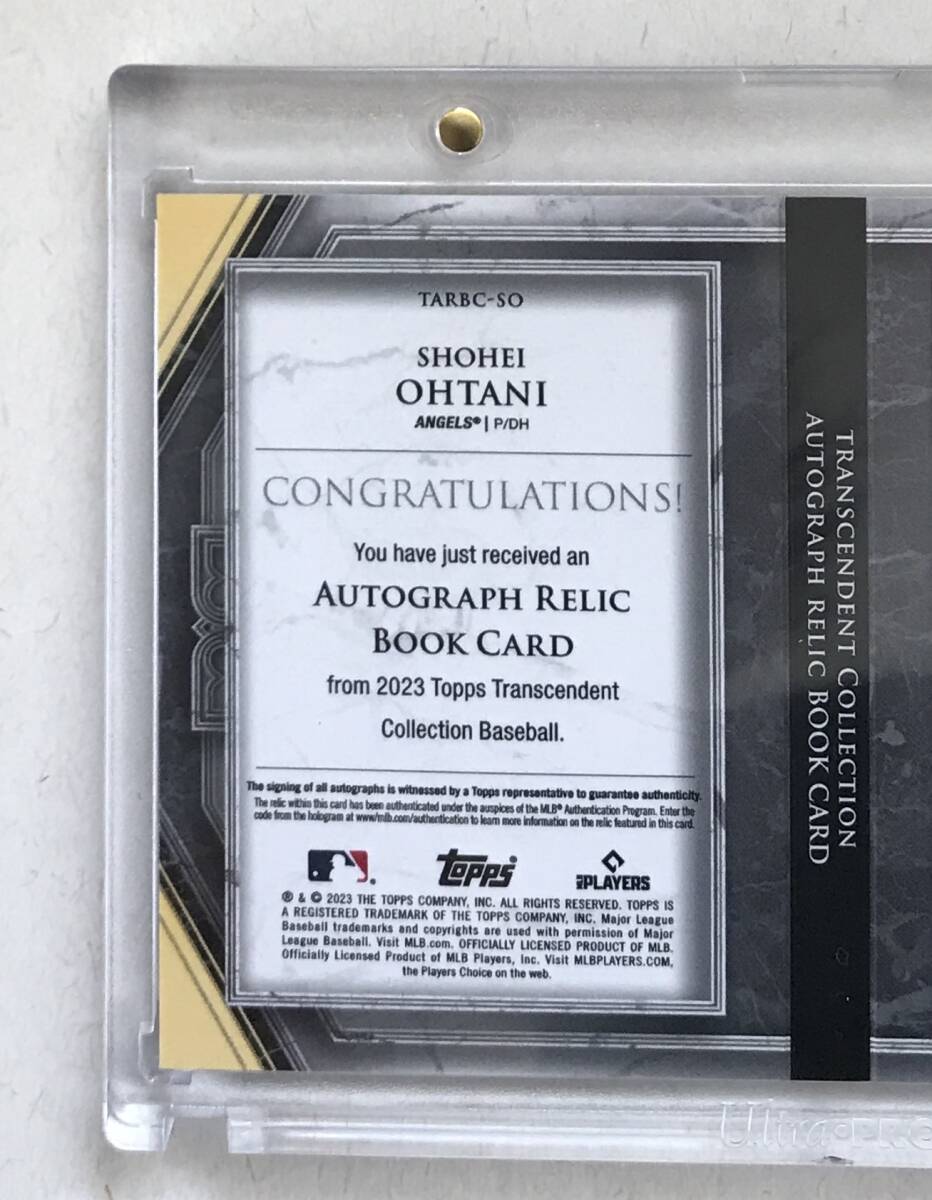 TARBC-SO
SHOHEI
OHTANI
ANGELS® | P/DH
CONGRATULATIONS!
You have just received an
AUTOGRAPH RELIC
BOOK CARD
from 2023 Topps Transcendent
Collection Baseball.
The signing of all autographs is witnessed by a Topps representative to guarantee authenticity.
The relic within this card has been authenticated under the auspices of the MLB® Authentication Program. Enter the
code from the hologram at www/mlb.com/authentication to learn more information on the relic featured in this card.
topps
PLAYERS
® & © 2023 THE TOPPS COMPANY, INC. ALL RIGHTS RESERVED. TOPPS IS
A REGISTERED TRADEMARK OF THE TOPPS COMPANY, INC. Major League
Baseball trademarks and copyrights are used with permission of Major
League Baseball. Visit MLB.com. OFFICIALLY LICENSED PRODUCT OF MLB.
Officially Licensed Product of MLB Players, Inc. Visit MLBPLAYERS.COM,
the Players Choice on the web.
TRANSCENDENT COLLECTION
AUTOGRAPH RELIC BOOK CARD
Ultra•PRO